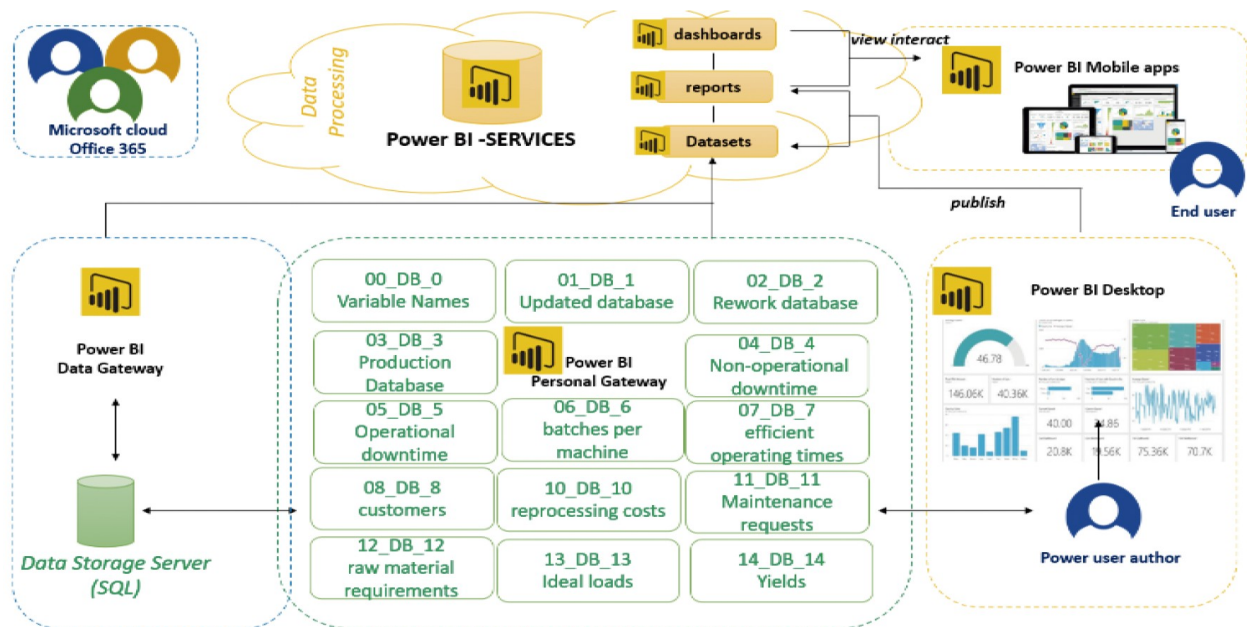 Microsoft cloud
Office 365
Data
Processing
Power BI -SERVICES
dashboards
reports
Datasets
view interact
Power BI Mobile apps
End user
publish
Power BI
Data Gateway
Data Storage Server
(SQL)
00_DB_0
Variable Names
01_DB_1
Updated database
02_DB_2
Rework database
03_DB_3
Production
Database
Power BI
Personal Gateway
04_DB_4
Non-operational
downtime
05_DB_5
Operational
downtime
06_DB_6
batches per
machine
07_DB_7
efficient
operating times
08_DB_8
customers
10_DB_10
reprocessing costs
11_DB_11
Maintenance
requests
12_DB_12
raw material
requirements
13_DB_13
Ideal loads
14_DB_14
Yields
Power BI Desktop
46.78
146.06K
40.36K
40.00
20.8K
75.36K
70.7K
Power user author